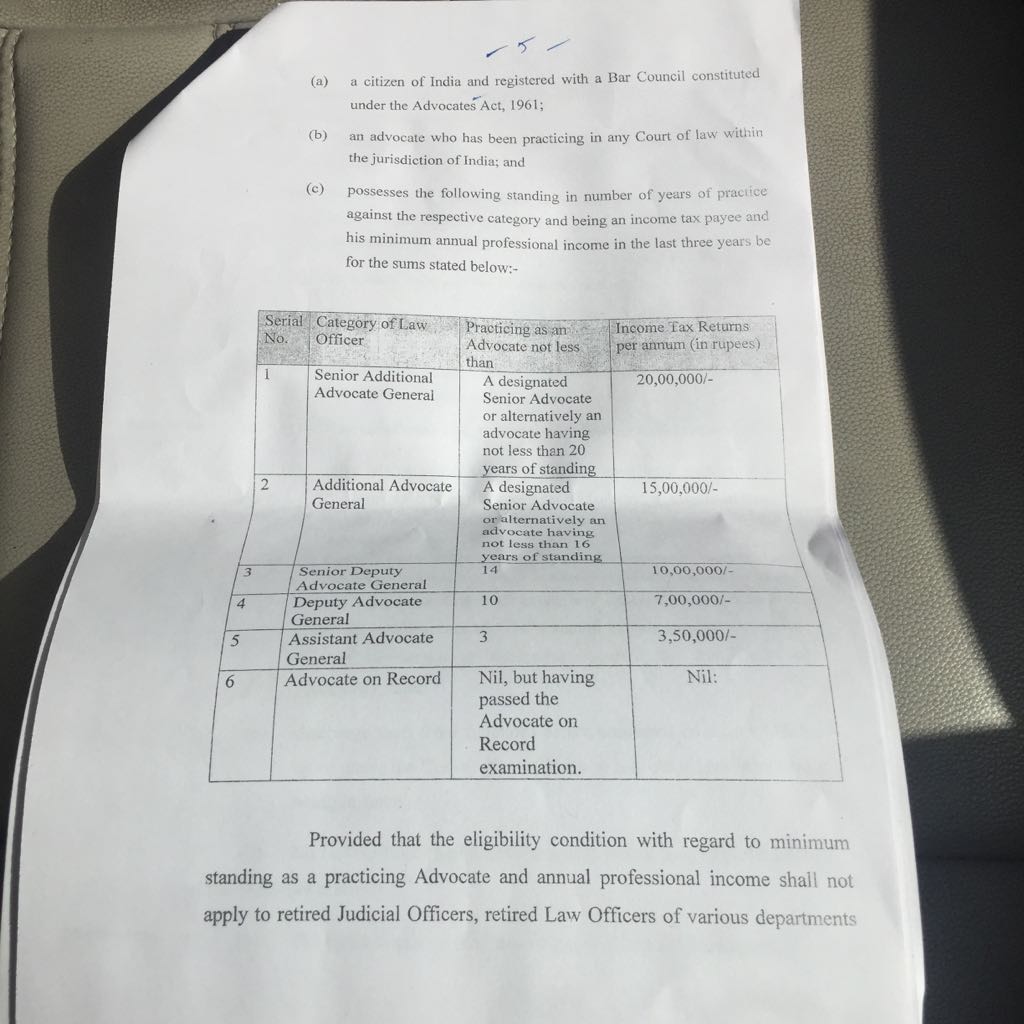 - 5 -
(a) a citizen of India and registered with a Bar Council constituted
under the Advocates Act, 1961;
(b) an advocate who has been practicing in any Court of law within
the jurisdiction of India; and
(c) possesses the following standing in number of years of practice
against the respective category and being an income tax payee and
his minimum annual professional income in the last three years be
for the sums stated below:-
Serial No. Category of Law Officer Practicing as an Advocate not less than Income Tax Returns per annum (in rupees)
1 Senior Additional Advocate General A designated Senior Advocate or alternatively an advocate having not less than 20 years of standing 20,00,000/-
2 Additional Advocate General A designated Senior Advocate or alternatively an advocate having not less than 16 years of standing 15,00,000/-
3 Senior Deputy Advocate General 14 10,00,000/-
4 Deputy Advocate General 10 7,00,000/-
5 Assistant Advocate General 3 3,50,000/-
6 Advocate on Record Nil, but having passed the Advocate on Record examination. Nil:
Provided that the eligibility condition with regard to minimum
standing as a practicing Advocate and annual professional income shall not
apply to retired Judicial Officers, retired Law Officers of various departments